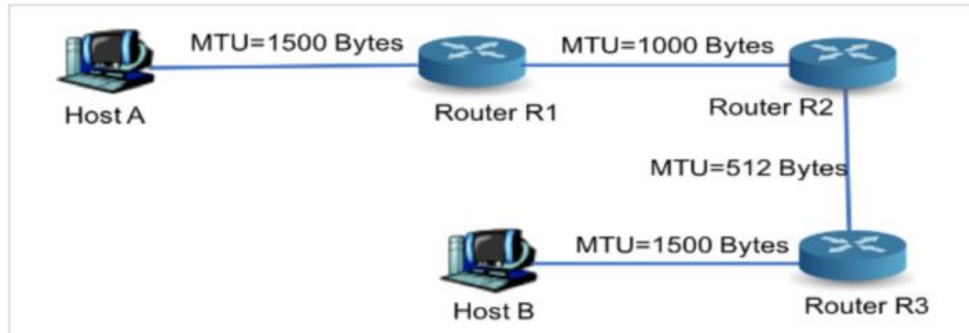 MTU=1500 Bytes
MTU=1000 Bytes
Host A
Router R1
Router R2
MTU=512 Bytes
MTU=1500 Bytes
Host B
Router R3